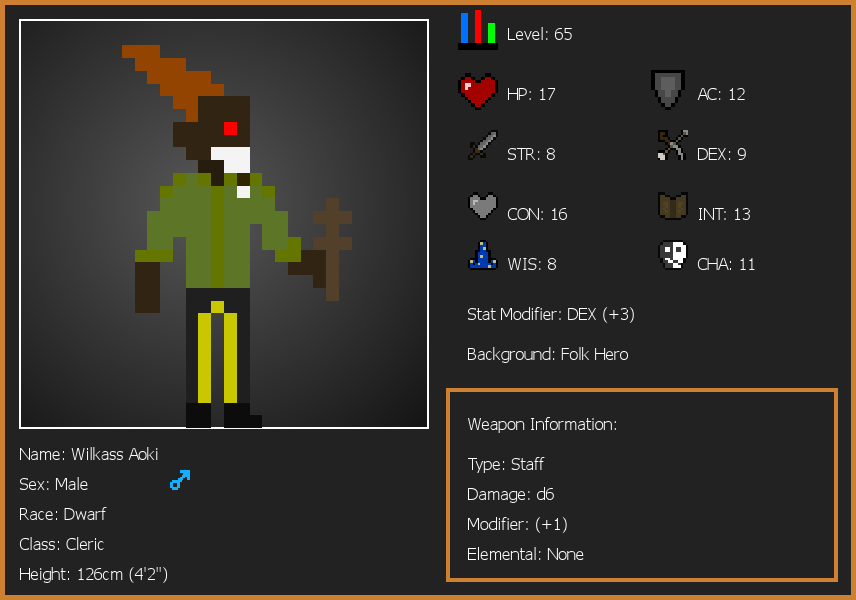 Level: 65
HP: 17
AC: 12
STR: 8
DEX: 9
CON: 16
INT: 13
WIS: 8
CHA: 11
Stat Modifier: DEX (+3)
Background: Folk Hero
Weapon Information:
Type: Staff
Damage: d6
Modifier: (+1)
Elemental: None
Name: Wilkass Aoki
Sex: Male
Race: Dwarf
Class: Cleric
Height: 126cm (4'2")